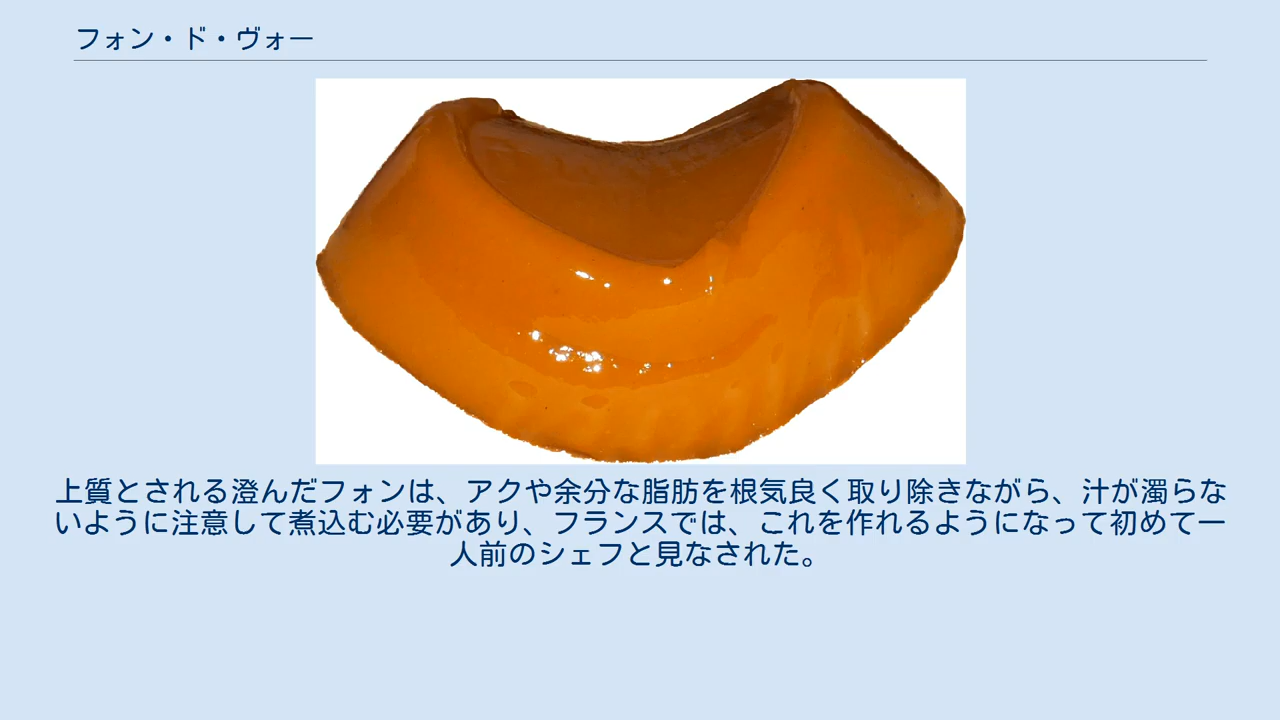 フォン・ド・ヴォー
上質とされる澄んだフォンは、アクや余分な脂肪を根気良く取り除きながら、汁が濁らな
いように注意して煮込む必要があり、フランスでは、これを作れるようになって初めて一
人前のシェフと見なされた。